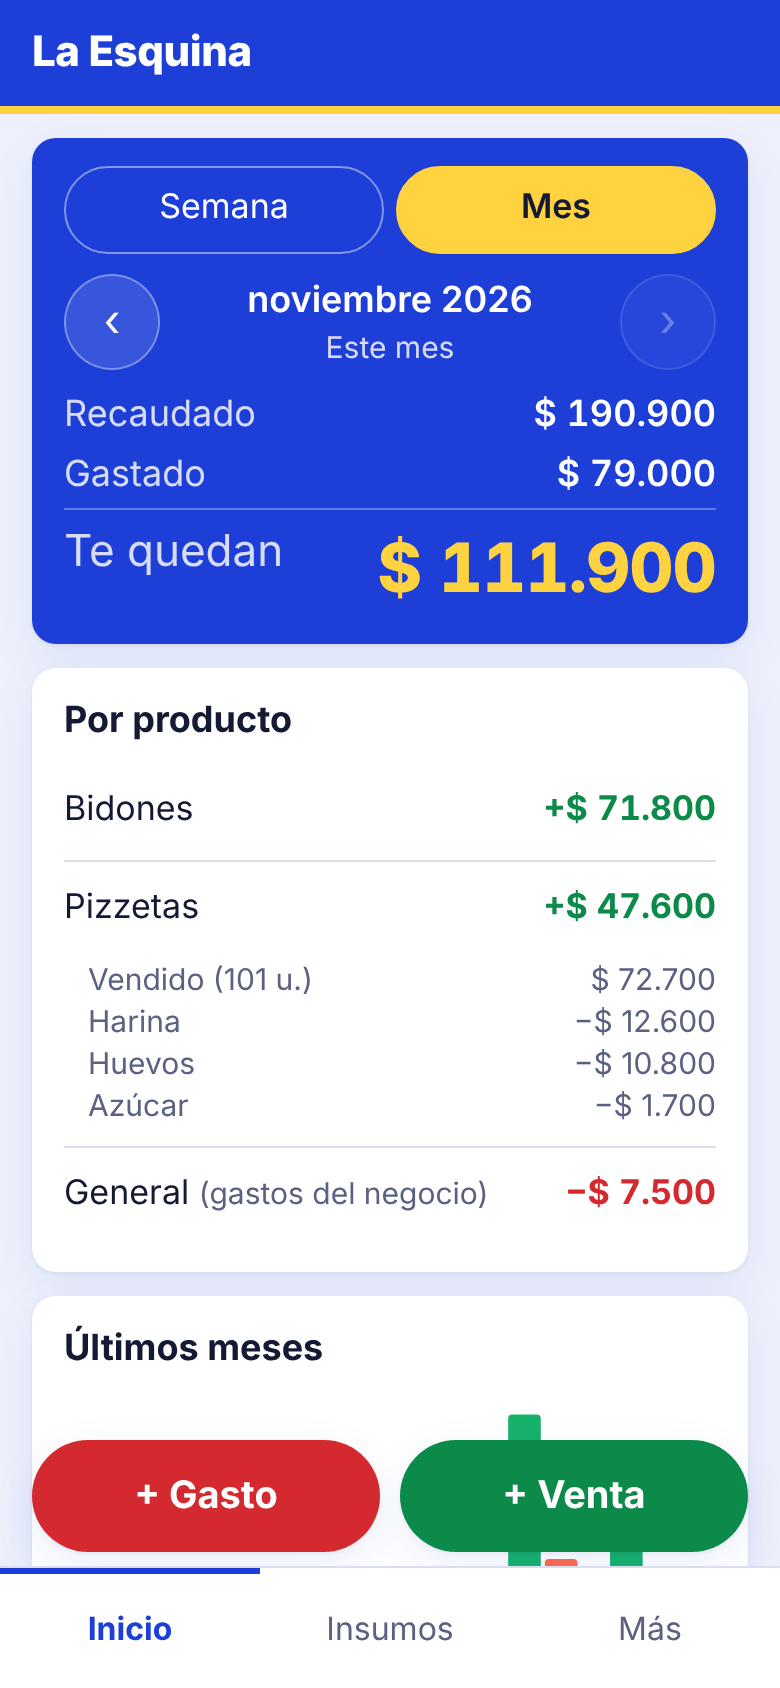 La Esquina
Semana
Mes
‹
noviembre 2026
›
Este mes
Recaudado $ 190.900
Gastado $ 79.000
Te quedan $ 111.900
Por producto
Bidones +$ 71.800
Pizzetas +$ 47.600
Vendido (101 u.) $ 72.700
Harina −$ 12.600
Huevos −$ 10.800
Azúcar −$ 1.700
General (gastos del negocio) −$ 7.500
Últimos meses
+ Gasto
+ Venta
Inicio
Insumos
Más